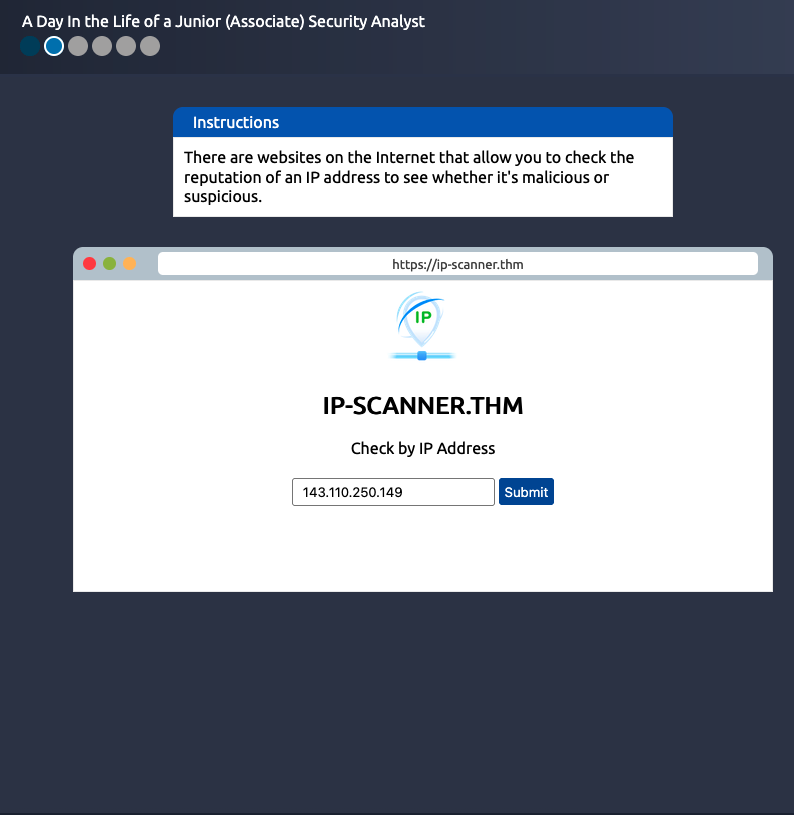 A Day In the Life of a Junior (Associate) Security Analyst
Instructions
There are websites on the Internet that allow you to check the
reputation of an IP address to see whether it's malicious or
suspicious.
https://ip-scanner.thm
IP
IP-SCANNER.THM
Check by IP Address
143.110.250.149 Submit